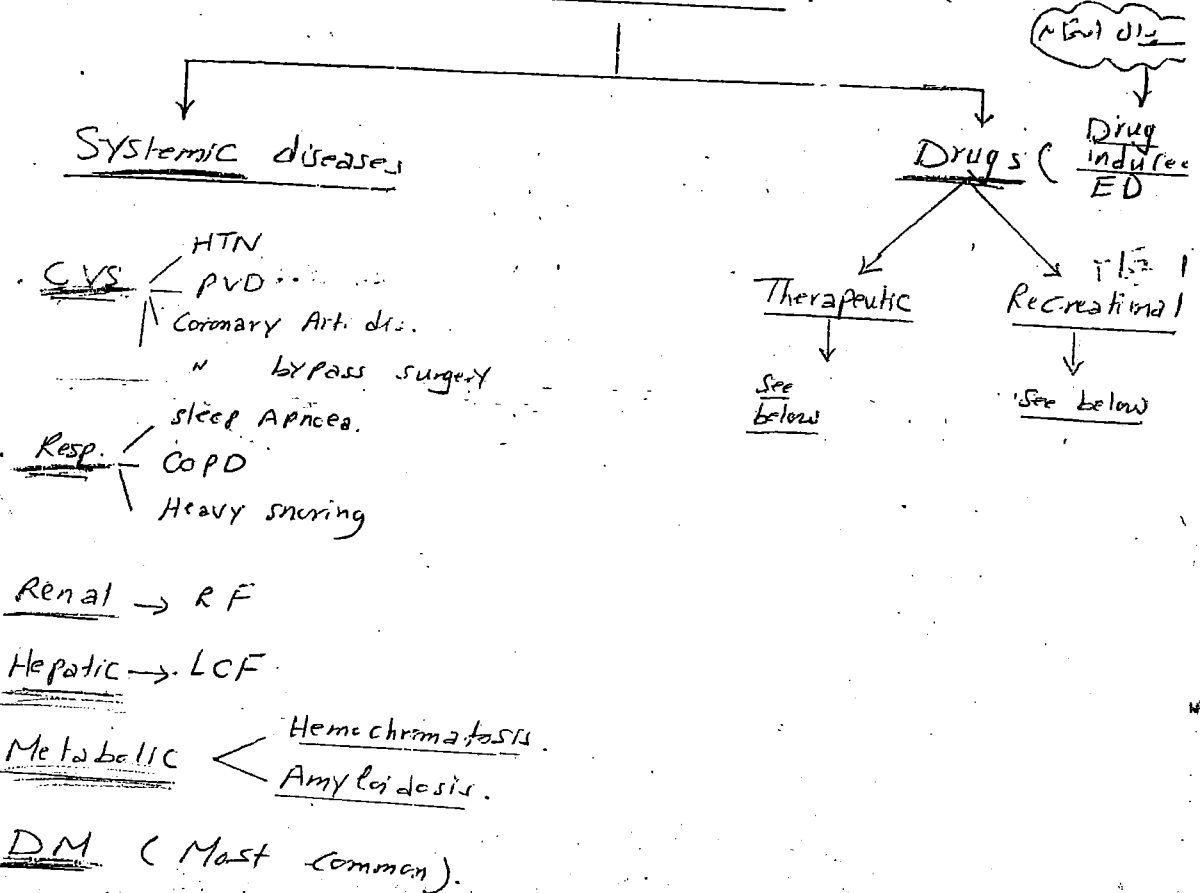 Systemic diseases
Drugs ( Drug
induced
ED
CVS
HTN
PVD
Coronary Art. dis.
" bypass surgery
Resp.
sleep Apnoea.
COPD
Heavy snoring
Therapeutic
See
below
Recreational
See below
Renal → RF
Hepatic → LCF
Metabolic
Hemochromatosis.
Amyloidosis.
DM (Most common).